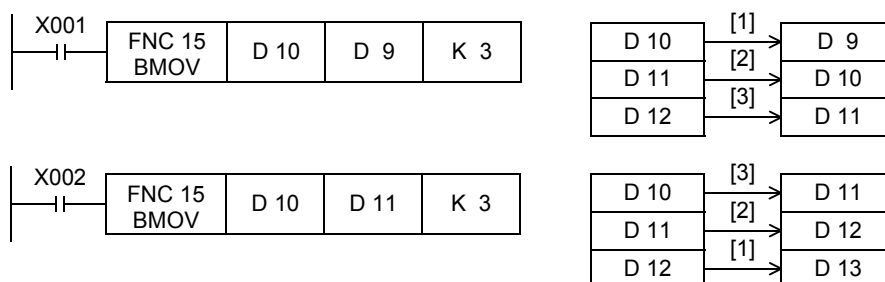 X001
FNC 15
BMOV
D 10
D 9
K 3
[1]
D 10
D 9
[2]
D 11
D 10
[3]
D 12
D 11
X002
FNC 15
BMOV
D 10
D 11
K 3
[3]
D 10
D 11
[2]
D 11
D 12
[1]
D 12
D 13